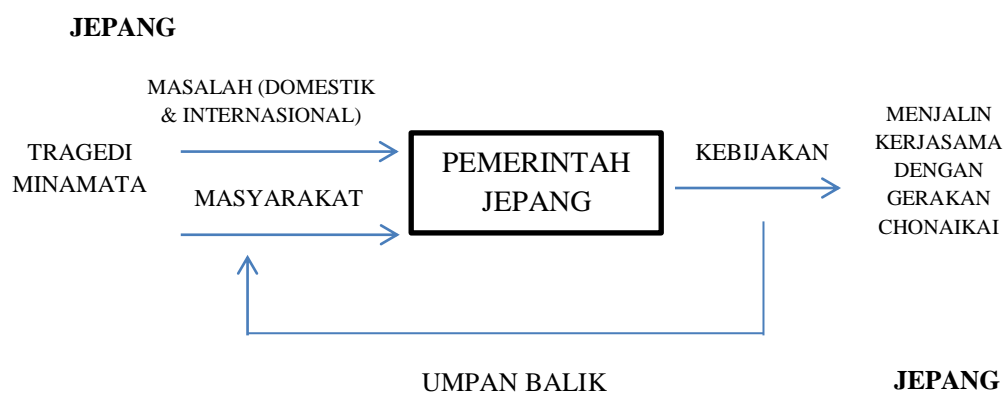 JEPANG
MASALAH (DOMESTIK
& INTERNASIONAL)
TRAGEDI
MINAMATA
MASYARAKAT
PEMERINTAH
JEPANG
KEBIJAKAN
MENJALIN
KERJASAMA
DENGAN
GERAKAN
CHONAIKAI
UMPAN BALIK
JEPANG